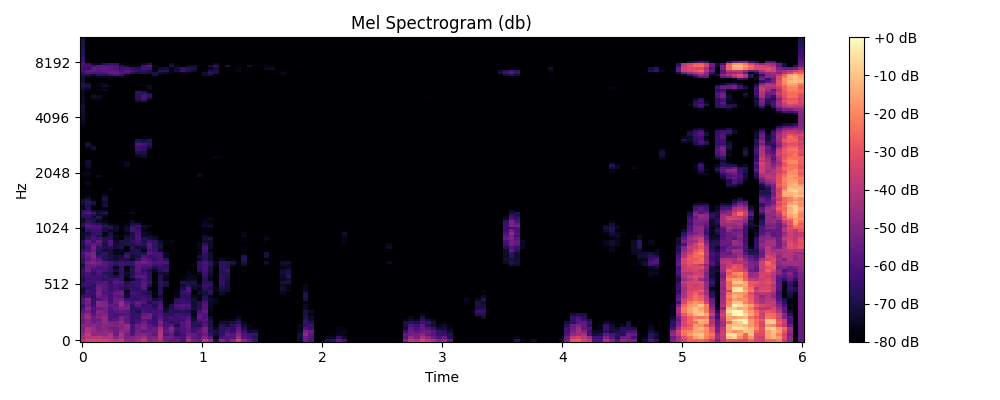 Mel Spectrogram (db)
Hz
8192
4096
2048
1024
512
0
0 1 2 3 4 5 6
Time
+0 dB
-10 dB
-20 dB
-30 dB
-40 dB
-50 dB
-60 dB
-70 dB
-80 dB